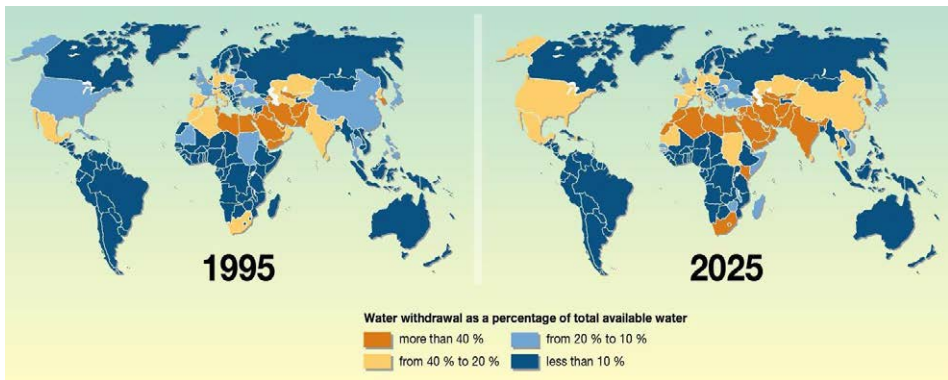 1995
2025
Water withdrawal as a percentage of total available water
more than 40 %
from 20 % to 10 %
from 40 % to 20 %
less than 10 %